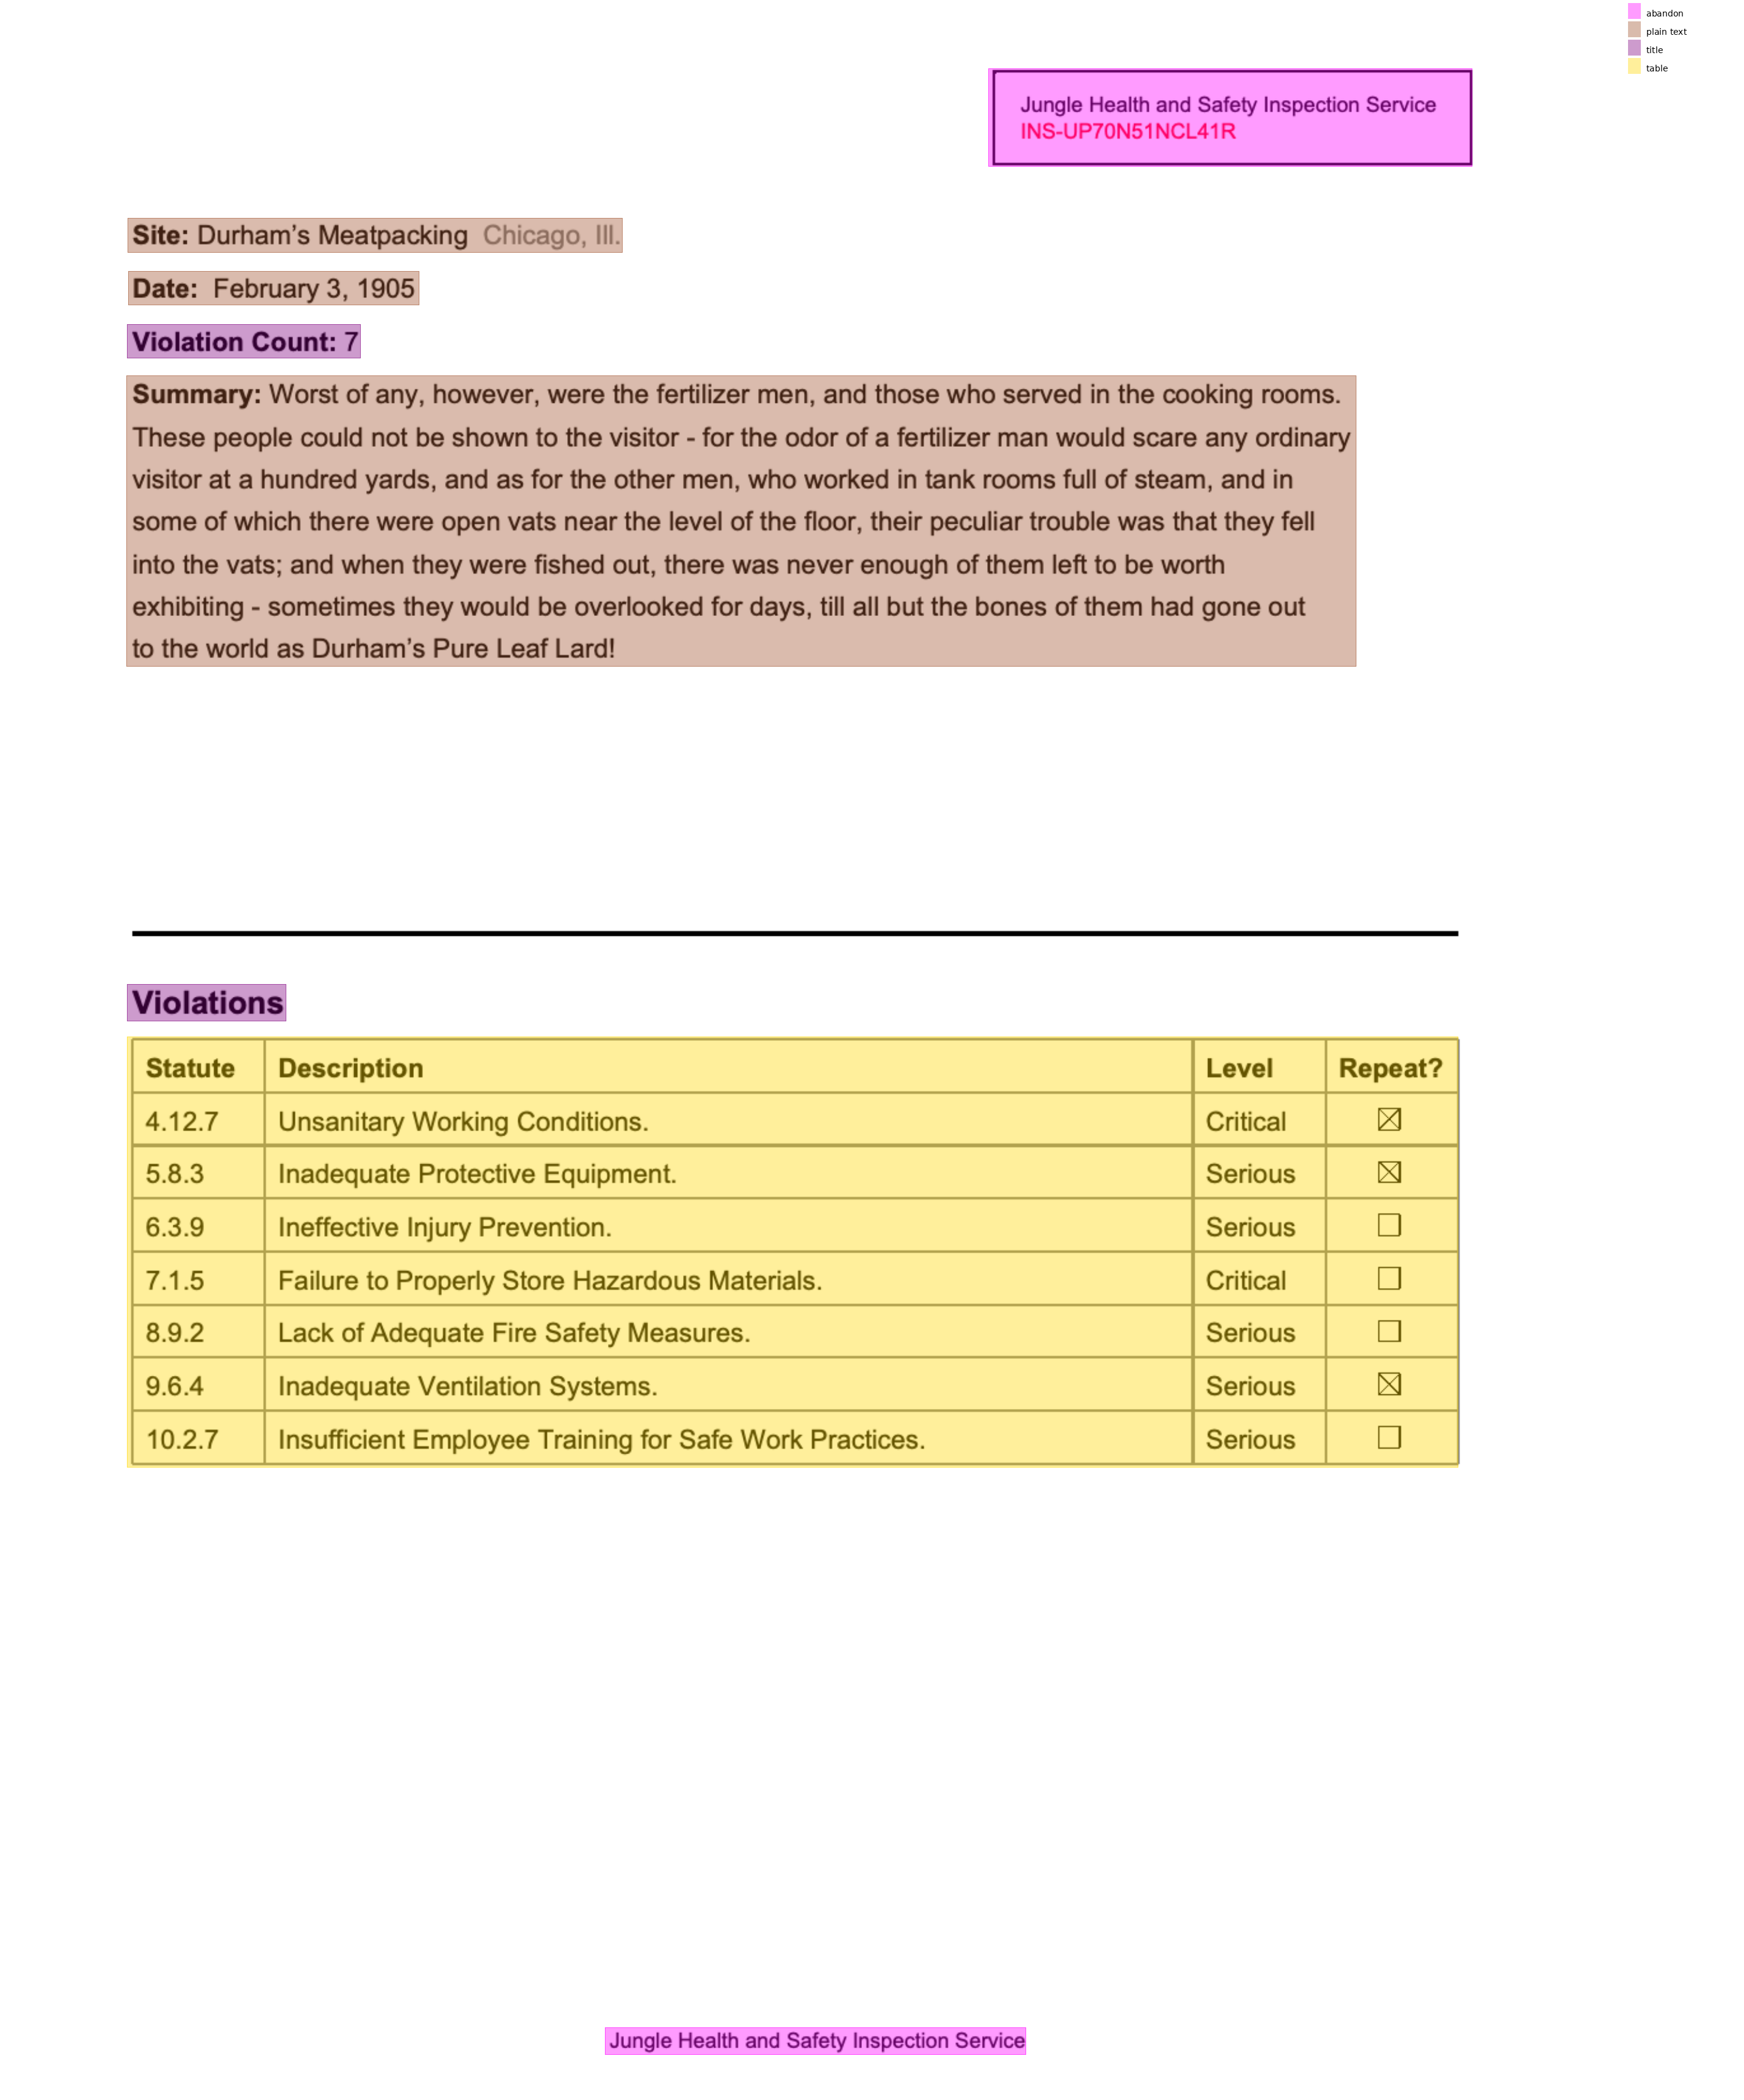 abandon
plain text
title
table
Jungle Health and Safety Inspection Service
INS-UP70N51NCL41R
Site: Durham’s Meatpacking Chicago, Ill.
Date: February 3, 1905
Violation Count: 7
Summary: Worst of any, however, were the fertilizer men, and those who served in the cooking rooms.
These people could not be shown to the visitor - for the odor of a fertilizer man would scare any ordinary
visitor at a hundred yards, and as for the other men, who worked in tank rooms full of steam, and in
some of which there were open vats near the level of the floor, their peculiar trouble was that they fell
into the vats; and when they were fished out, there was never enough of them left to be worth
exhibiting - sometimes they would be overlooked for days, till all but the bones of them had gone out
to the world as Durham’s Pure Leaf Lard!
Violations
Statute Description Level Repeat?
4.12.7 Unsanitary Working Conditions. Critical ☒
5.8.3 Inadequate Protective Equipment. Serious ☒
6.3.9 Ineffective Injury Prevention. Serious ☐
7.1.5 Failure to Properly Store Hazardous Materials. Critical ☐
8.9.2 Lack of Adequate Fire Safety Measures. Serious ☐
9.6.4 Inadequate Ventilation Systems. Serious ☒
10.2.7 Insufficient Employee Training for Safe Work Practices. Serious ☐
Jungle Health and Safety Inspection Service